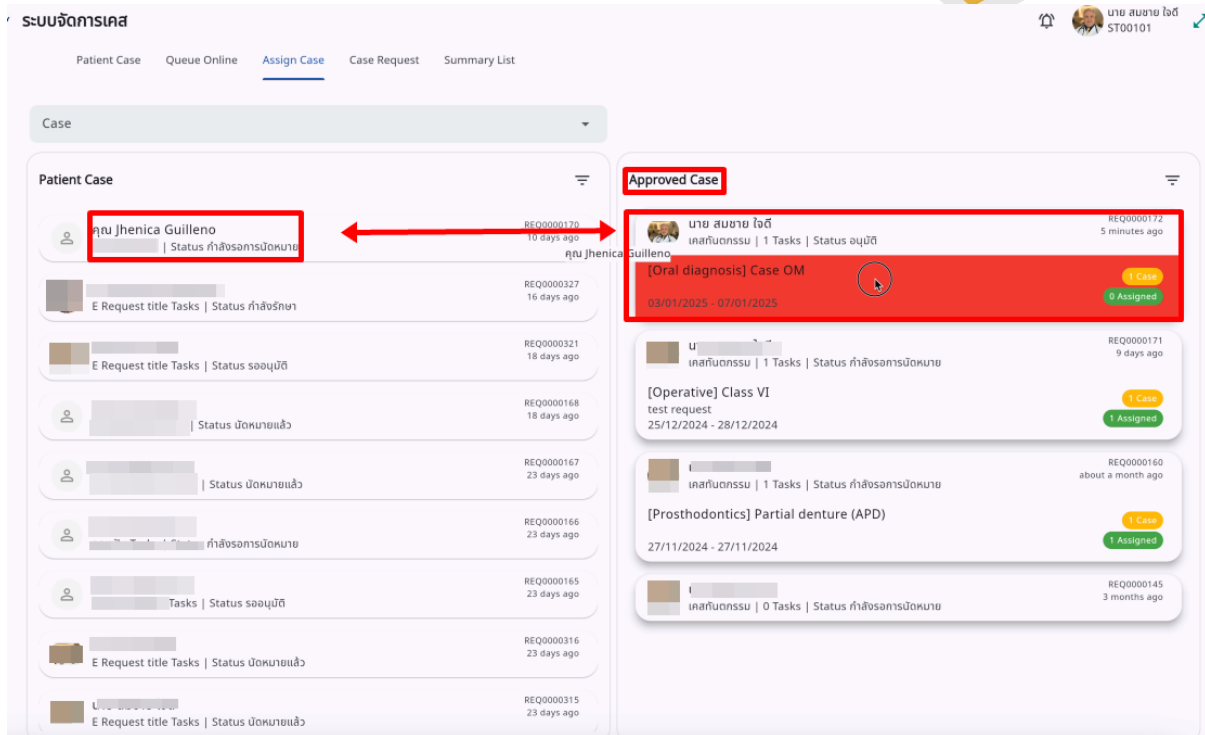 ระบบจัดการเคส
นาย สมชาย ใจดี
ST00101
Patient Case
Queue Online
Assign Case
Case Request
Summary List
Case
Patient Case
คุณ Jhenica Guilleno
| Status กำลังรอการนัดหมาย
REQ0000170
10 days ago
คุณ Jhenica Guilleno
REQ0000327
16 days ago
E Request title Tasks | Status กำลังรักษา
REQ0000321
18 days ago
E Request title Tasks | Status รออนุมัติ
REQ0000168
18 days ago
| Status นัดหมายแล้ว
REQ0000167
23 days ago
| Status นัดหมายแล้ว
REQ0000166
23 days ago
กำลังรอการนัดหมาย
REQ0000165
23 days ago
Tasks | Status รออนุมัติ
REQ0000316
23 days ago
E Request title Tasks | Status นัดหมายแล้ว
REQ0000315
23 days ago
E Request title Tasks | Status นัดหมายแล้ว
Approved Case
นาย สมชาย ใจดี
เคสทันตกรรม | 1 Tasks | Status อนุมัติ
REQ0000172
5 minutes ago
[Oral diagnosis] Case OM
03/01/2025 - 07/01/2025
1 Case
0 Assigned
REQ0000171
9 days ago
เคสทันตกรรม | 1 Tasks | Status กำลังรอการนัดหมาย
[Operative] Class VI
test request
25/12/2024 - 28/12/2024
1 Case
1 Assigned
REQ0000160
about a month ago
เคสทันตกรรม | 1 Tasks | Status กำลังรอการนัดหมาย
[Prosthodontics] Partial denture (APD)
27/11/2024 - 27/11/2024
1 Case
1 Assigned
REQ0000145
3 months ago
เคสทันตกรรม | 0 Tasks | Status กำลังรอการนัดหมาย